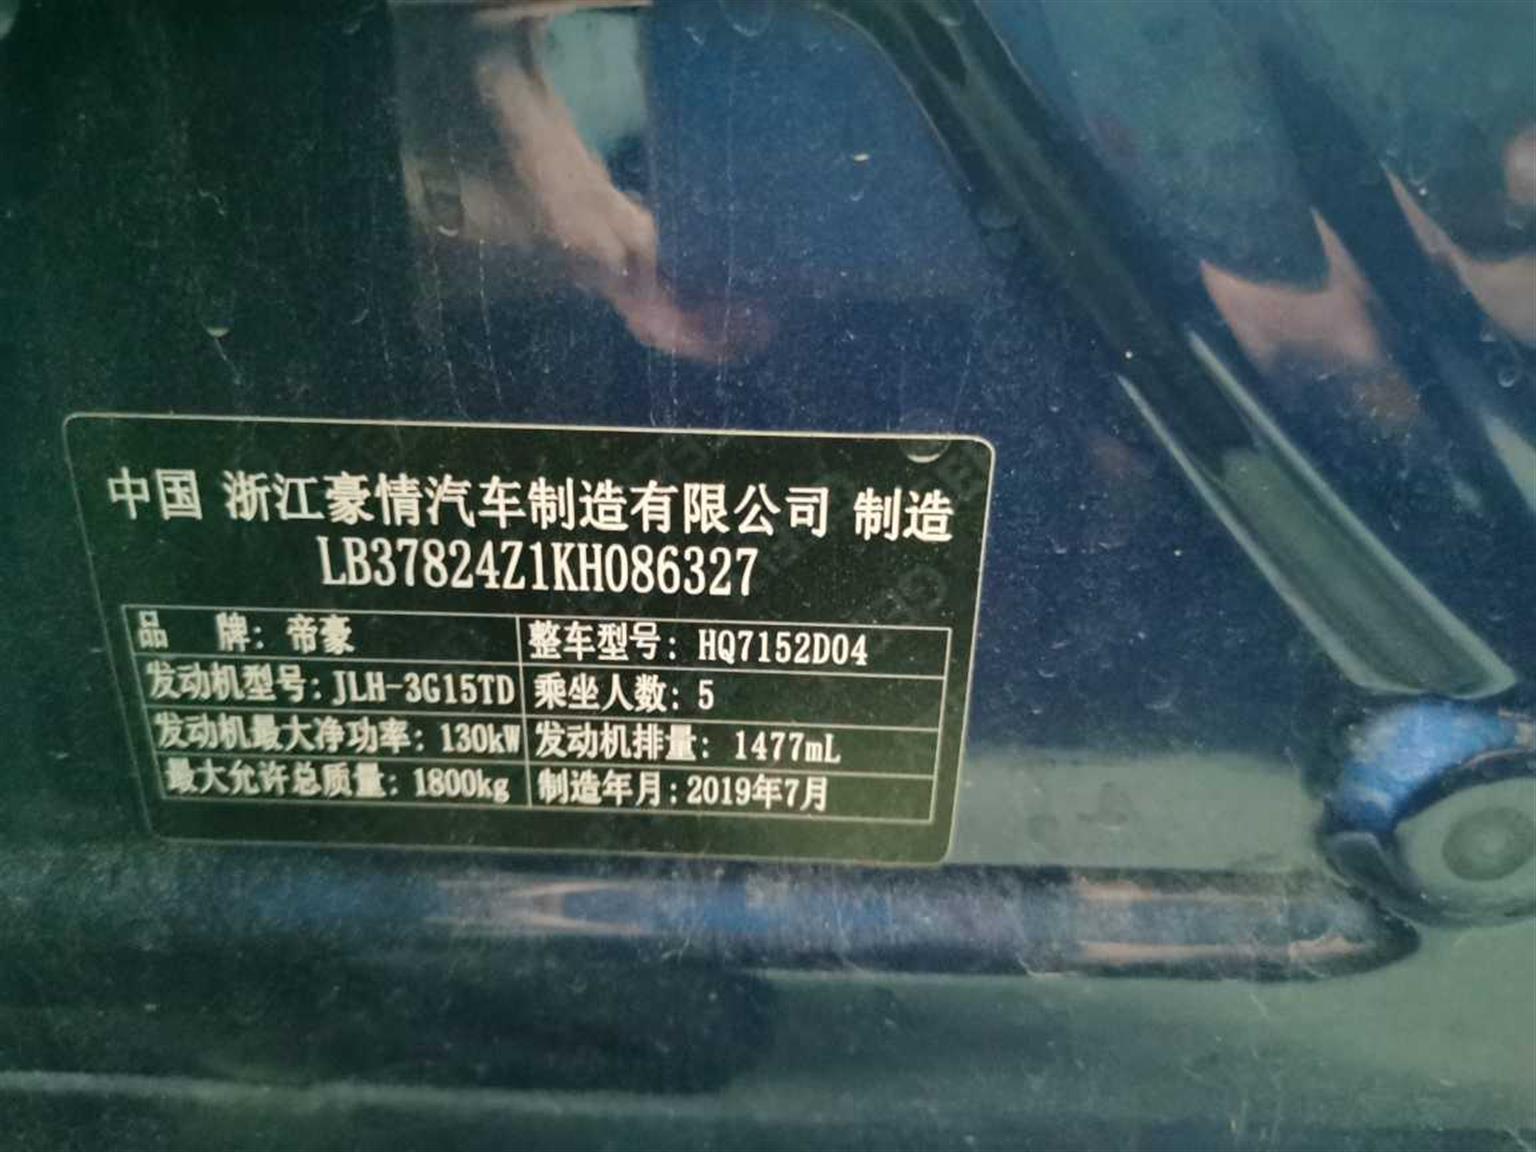 中国 浙江豪情汽车制造有限公司 制造
LB37824Z1KH086327
品 牌: 帝豪 整车型号: HQ7152D04
发动机型号: JLH-3G15TD 乘坐人数: 5
发动机最大净功率: 130kW 发动机排量: 1477mL
最大允许总质量: 1800kg 制造年月: 2019年7月